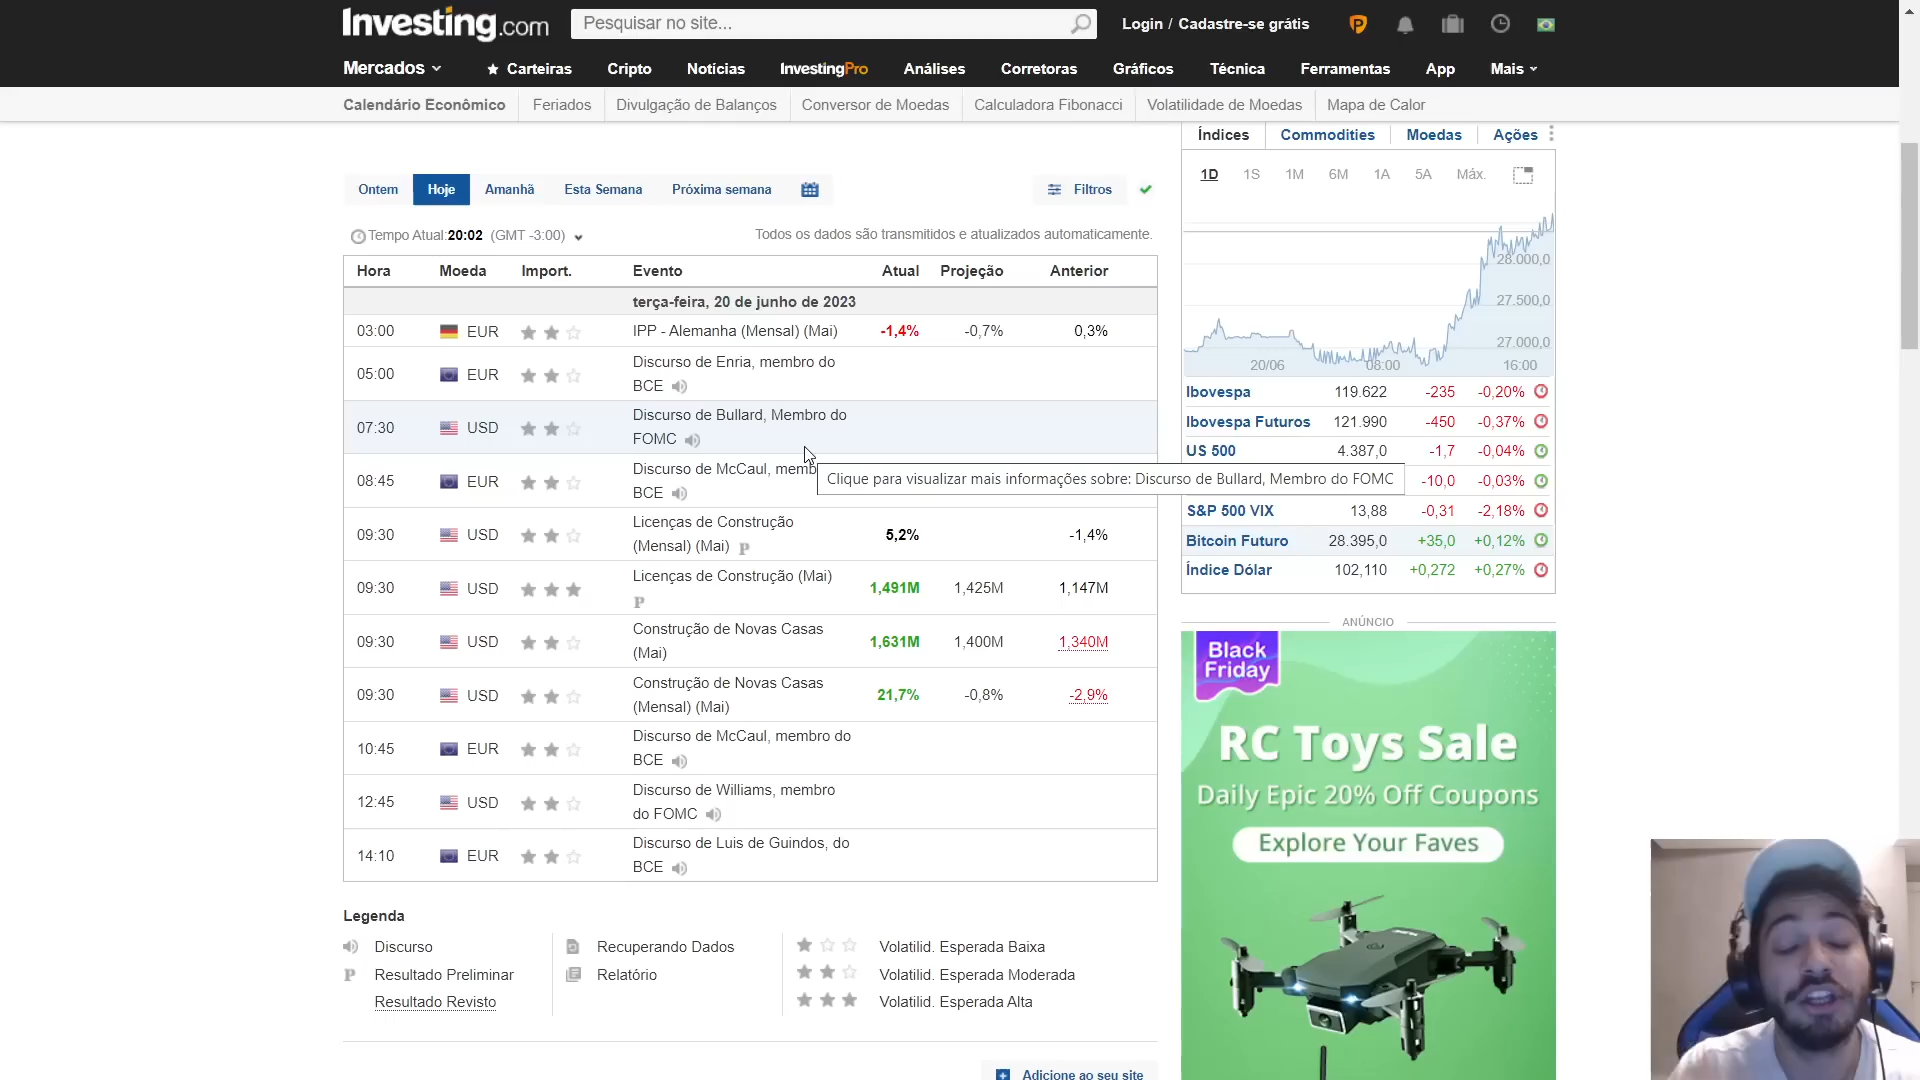 Investing.com
Pesquisar no site...
Login / Cadastre-se grátis
Mercados
Carteiras
Cripto
Notícias
InvestingPro
Análises
Corretoras
Gráficos
Técnica
Ferramentas
App
Mais
Calendário Econômico
Feriados
Divulgação de Balanços
Conversor de Moedas
Calculadora Fibonacci
Volatilidade de Moedas
Mapa de Calor
Ontem
Hoje
Amanhã
Esta Semana
Próxima semana
Filtros
Tempo Atual:20:02 (GMT -3:00)
Todos os dados são transmitidos e atualizados automaticamente.
Hora Moeda Import. Evento Atual Projeção Anterior
terça-feira, 20 de junho de 2023
03:00 EUR IPP - Alemanha (Mensal) (Mai) -1,4% -0,7% 0,3%
05:00 EUR Discurso de Enria, membro do
BCE
07:30 USD Discurso de Bullard, Membro do
FOMC
08:45 EUR Discurso de McCaul, memb
BCE
Clique para visualizar mais informações sobre: Discurso de Bullard, Membro do FOMC
09:30 USD Licenças de Construção
(Mensal) (Mai) P 5,2% -1,4%
09:30 USD Licenças de Construção (Mai)
P 1,491M 1,425M 1,147M
09:30 USD Construção de Novas Casas
(Mai) 1,631M 1,400M 1,340M
09:30 USD Construção de Novas Casas
(Mensal) (Mai) 21,7% -0,8% -2,9%
10:45 EUR Discurso de McCaul, membro do
BCE
12:45 USD Discurso de Williams, membro
do FOMC
14:10 EUR Discurso de Luis de Guindos, do
BCE
Legenda
Discurso
P Resultado Preliminar
Resultado Revisto
Recuperando Dados
Relatório
Volatilid. Esperada Baixa
Volatilid. Esperada Moderada
Volatilid. Esperada Alta
Adicione ao seu site
Índices
Commodities
Moedas
Ações
1D 1S 1M 6M 1A 5A Máx.
28.000,0
27.500,0
27.000,0
20/06 08:00 16:00
Ibovespa 119.622 -235 -0,20%
Ibovespa Futuros 121.990 -450 -0,37%
US 500 4.387,0 -1,7 -0,04%
-10,0 -0,03%
S&P 500 VIX 13,88 -0,31 -2,18%
Bitcoin Futuro 28.395,0 +35,0 +0,12%
Índice Dólar 102,110 +0,272 +0,27%
ANÚNCIO
Black
Friday
RC Toys Sale
Daily Epic 20% Off Coupons
Explore Your Faves